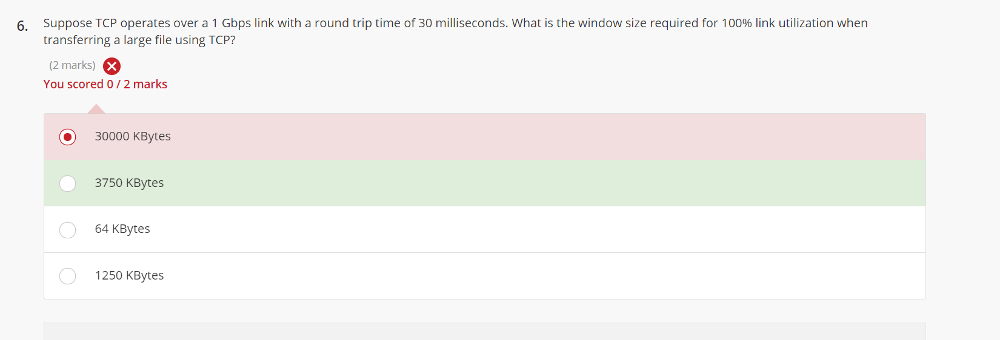 6. Suppose TCP operates over a 1 Gbps link with a round trip time of 30 milliseconds. What is the window size required for 100% link utilization when
transferring a large file using TCP?
(2 marks)
You scored 0 / 2 marks
30000 KBytes
3750 KBytes
64 KBytes
1250 KBytes